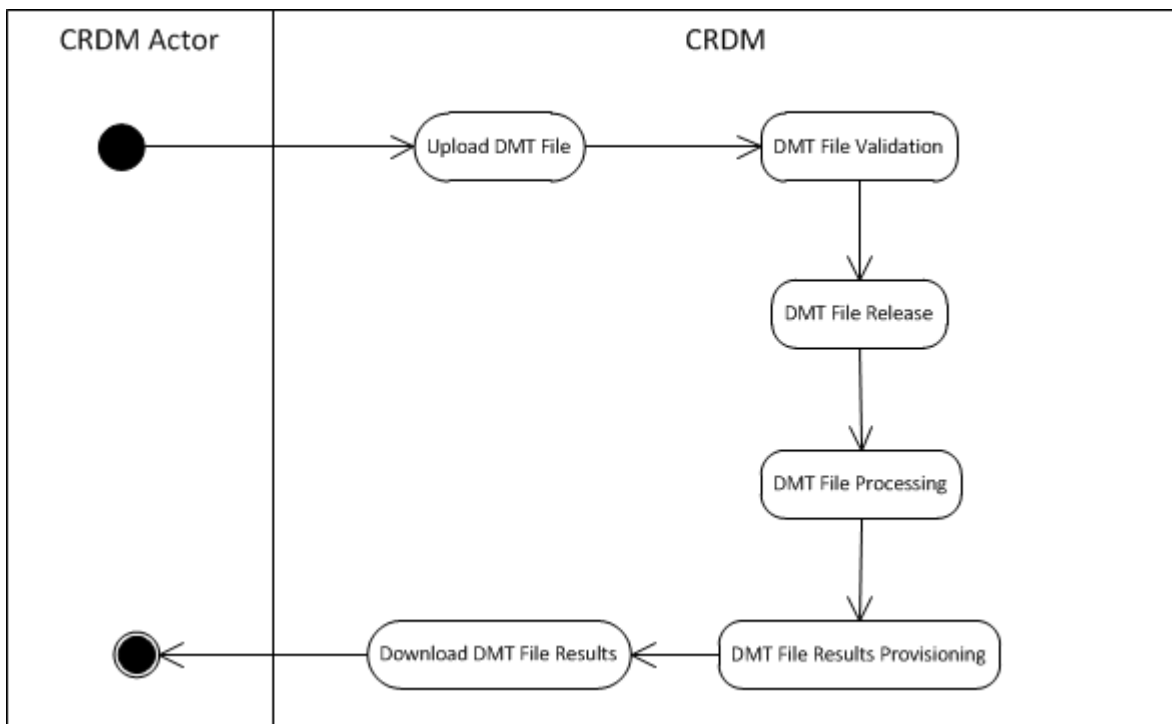 CRDM Actor
CRDM
Upload DMT File
DMT File Validation
DMT File Release
DMT File Processing
Download DMT File Results
DMT File Results Provisioning